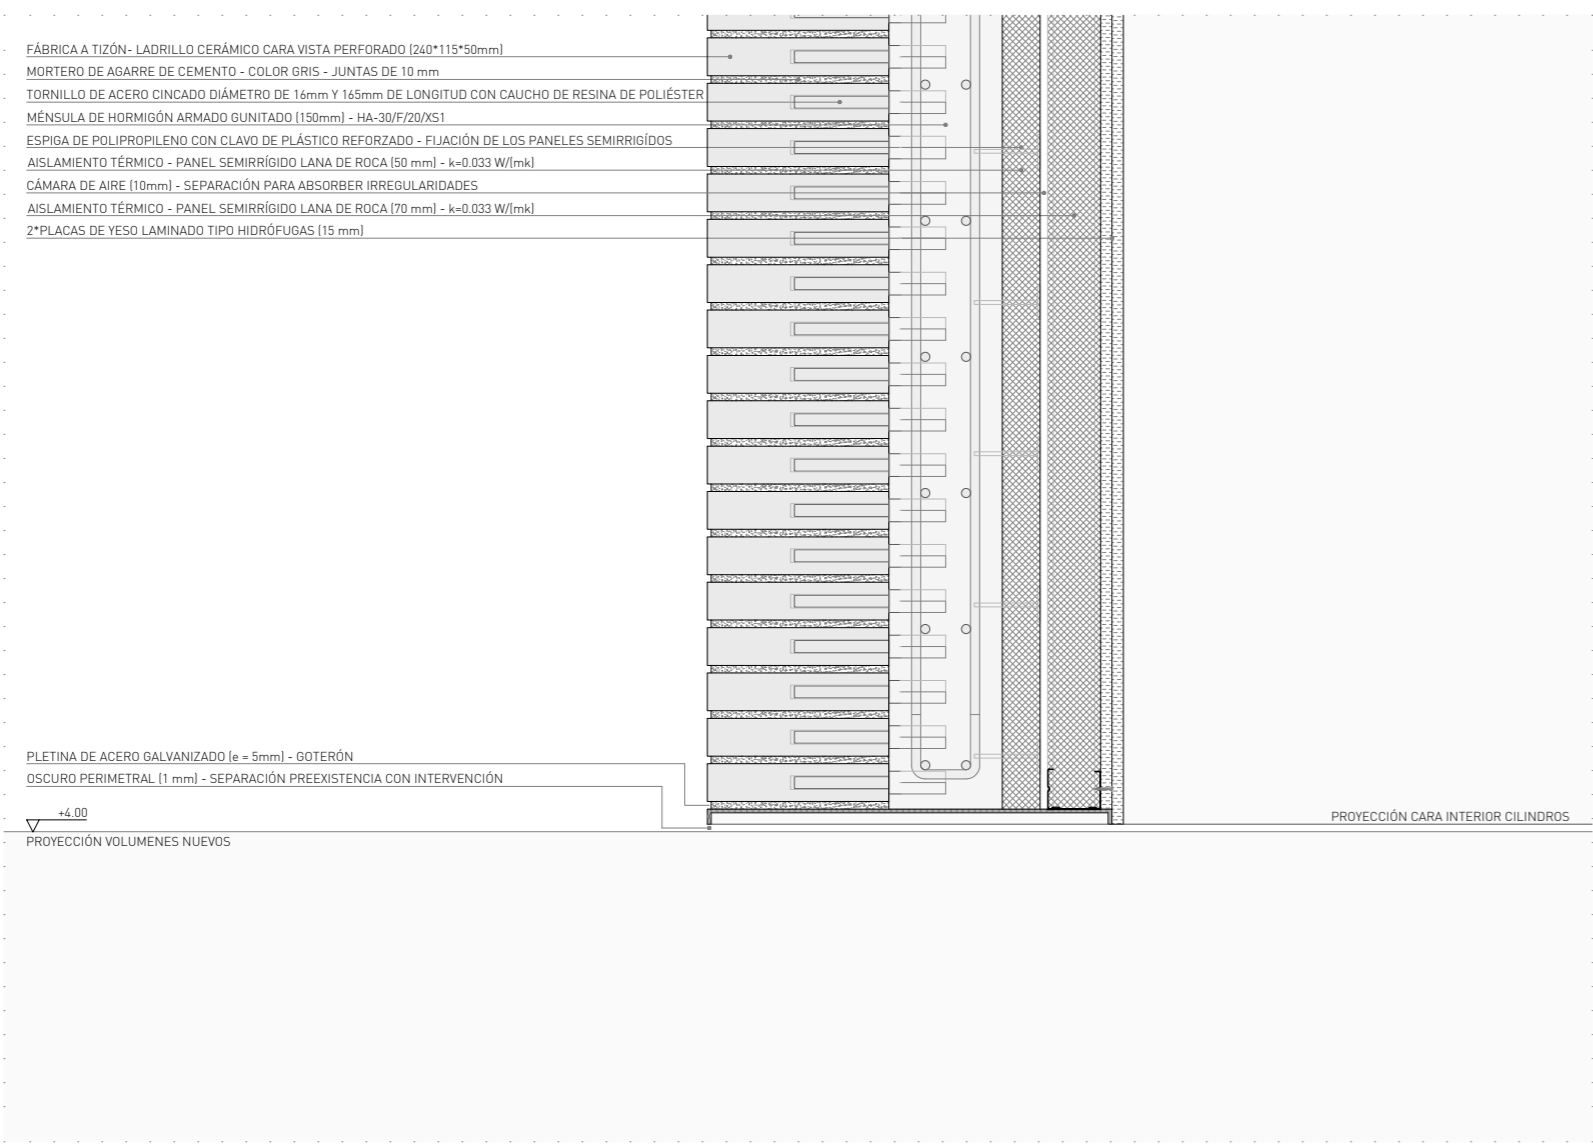 FÁBRICA A TIZÓN- LADRILLO CERÁMICO CARA VISTA PERFORADO (240*115*50mm)
MORTERO DE AGARRE DE CEMENTO - COLOR GRIS - JUNTAS DE 10 mm
TORNILLO DE ACERO CINCADO DIÁMETRO DE 16mm Y 165mm DE LONGITUD CON CAUCHO DE RESINA DE POLIÉSTER
MÉNSULA DE HORMIGÓN ARMADO GUNITADO (150mm) - HA-30/F/20/XS1
ESPIGA DE POLIPROPILENO CON CLAVO DE PLÁSTICO REFORZADO - FIJACIÓN DE LOS PANELES SEMIRRIGÍDOS
AISLAMIENTO TÉRMICO - PANEL SEMIRRÍGIDO LANA DE ROCA (50 mm) - k=0.033 W/(mk)
CÁMARA DE AIRE (10mm) - SEPARACIÓN PARA ABSORBER IRREGULARIDADES
AISLAMIENTO TÉRMICO - PANEL SEMIRRÍGIDO LANA DE ROCA (70 mm) - k=0.033 W/(mk)
2*PLACAS DE YESO LAMINADO TIPO HIDRÓFUGAS (15 mm)
PLETINA DE ACERO GALVANIZADO (e = 5mm) - GOTERÓN
OSCURO PERIMETRAL (1 mm) - SEPARACIÓN PREEXISTENCIA CON INTERVENCIÓN
+4.00
PROYECCIÓN CARA INTERIOR CILINDROS
PROYECCIÓN VOLUMENES NUEVOS